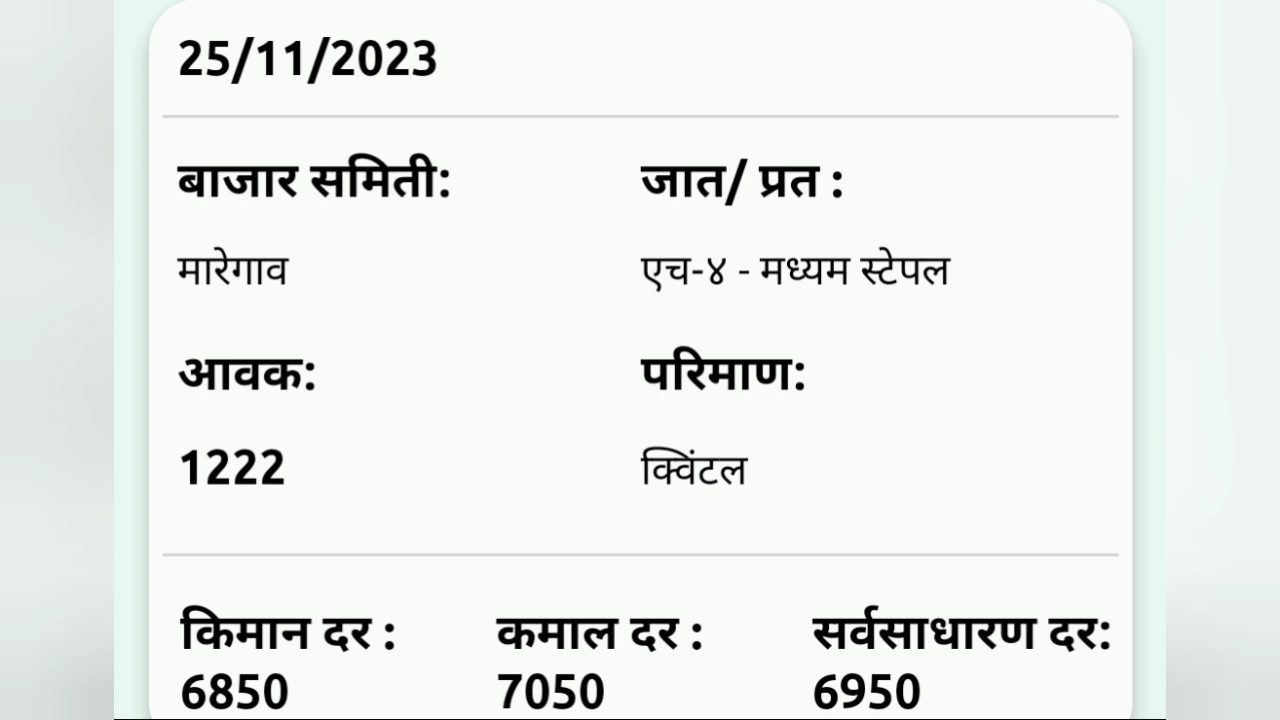 25/11/2023
बाजार समिती: जात/ प्रत :
मारेगाव एच-४ - मध्यम स्टेपल
आवक: परिमाण:
1222 क्विंटल
किमान दर : कमाल दर : सर्वसाधारण दर:
6850 7050 6950